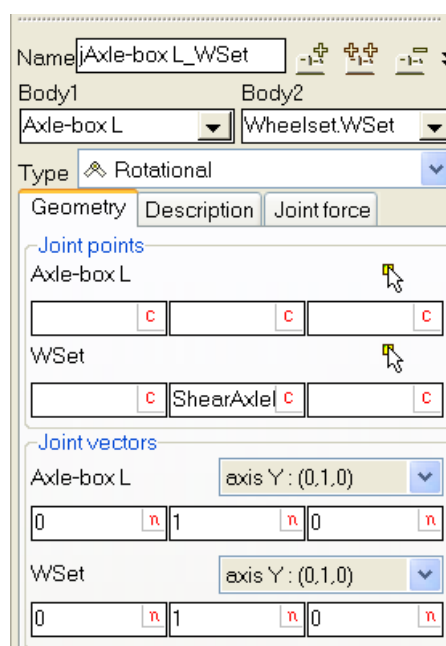 Name jAxle-box L_WSet
Body1 Body2
Axle-box L Wheelset.WSet
Type Rotational
Geometry Description Joint force
Joint points
Axle-box L
C C C
WSet
C ShearAxleI C C
Joint vectors
Axle-box L axis Y : (0,1,0)
0 n 1 n 0
WSet axis Y : (0,1,0)
0 n 1 n 0